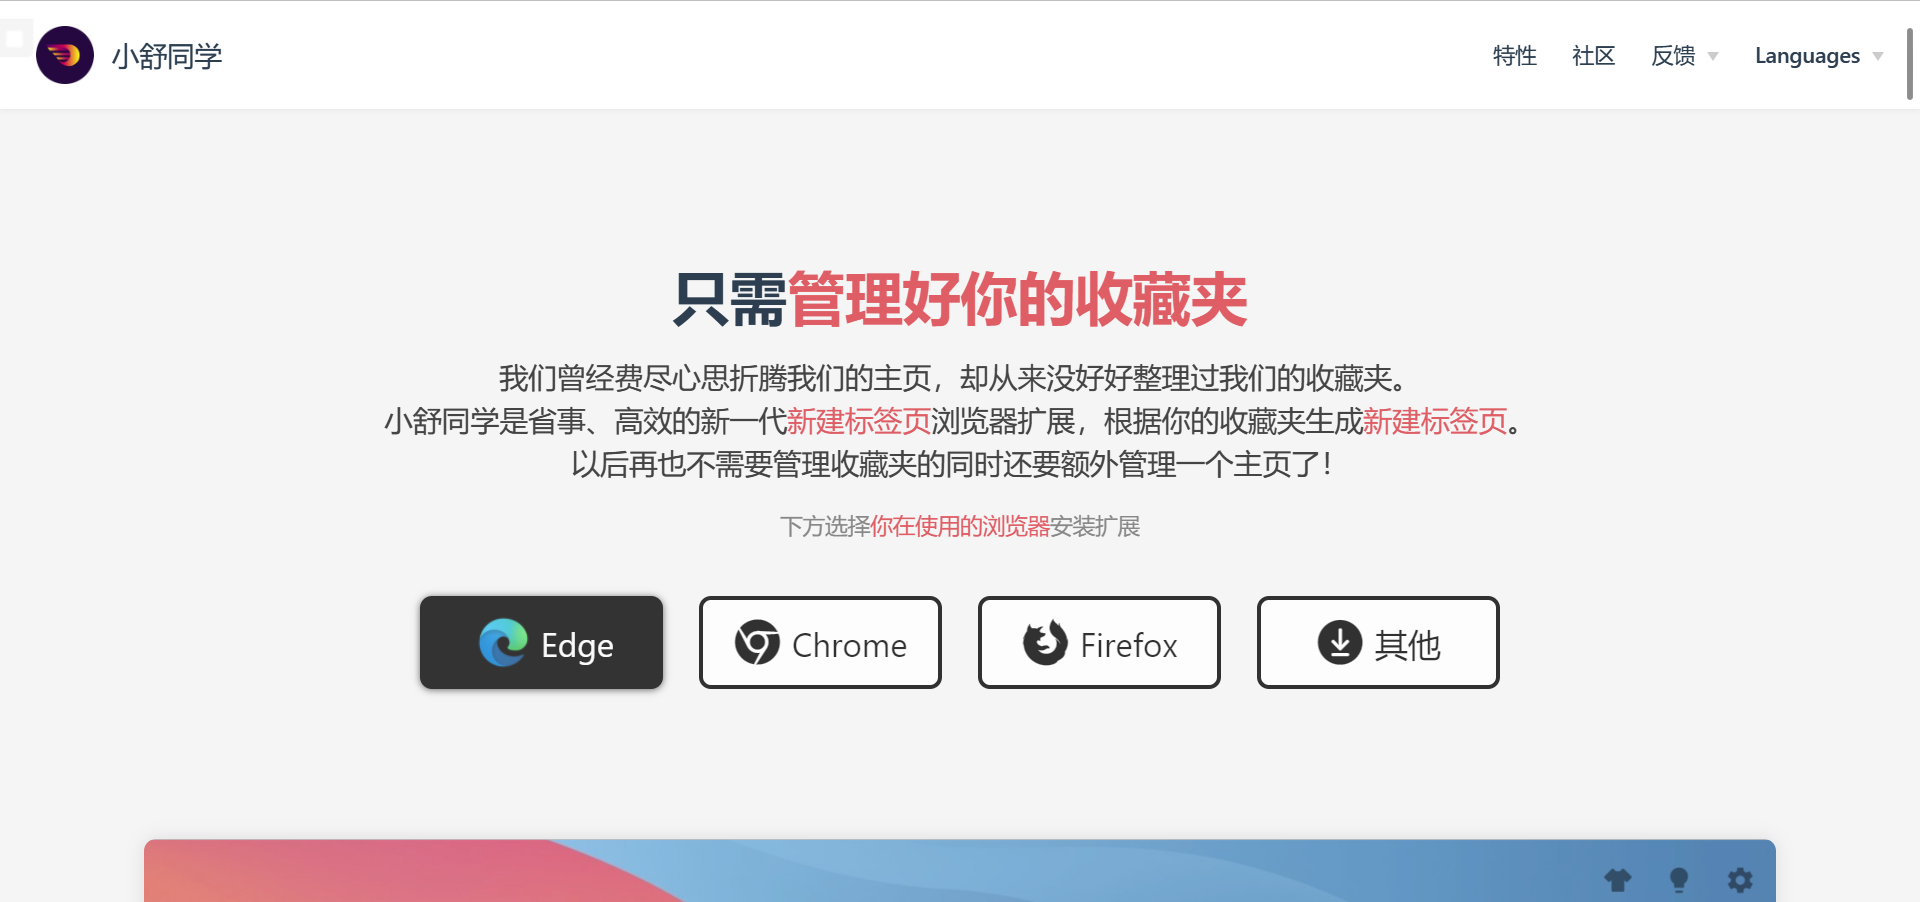 小舒同学
特性 社区 反馈 Languages
只需管理好你的收藏夹
我们曾经费尽心思折腾我们的主页，却从来没好好整理过我们的收藏夹。
小舒同学是省事、高效的新一代新建标签页浏览器扩展，根据你的收藏夹生成新建标签页。
以后再也不需要管理收藏夹的同时还要额外管理一个主页了！
下方选择你在使用的浏览器安装扩展
Edge Chrome Firefox 其他